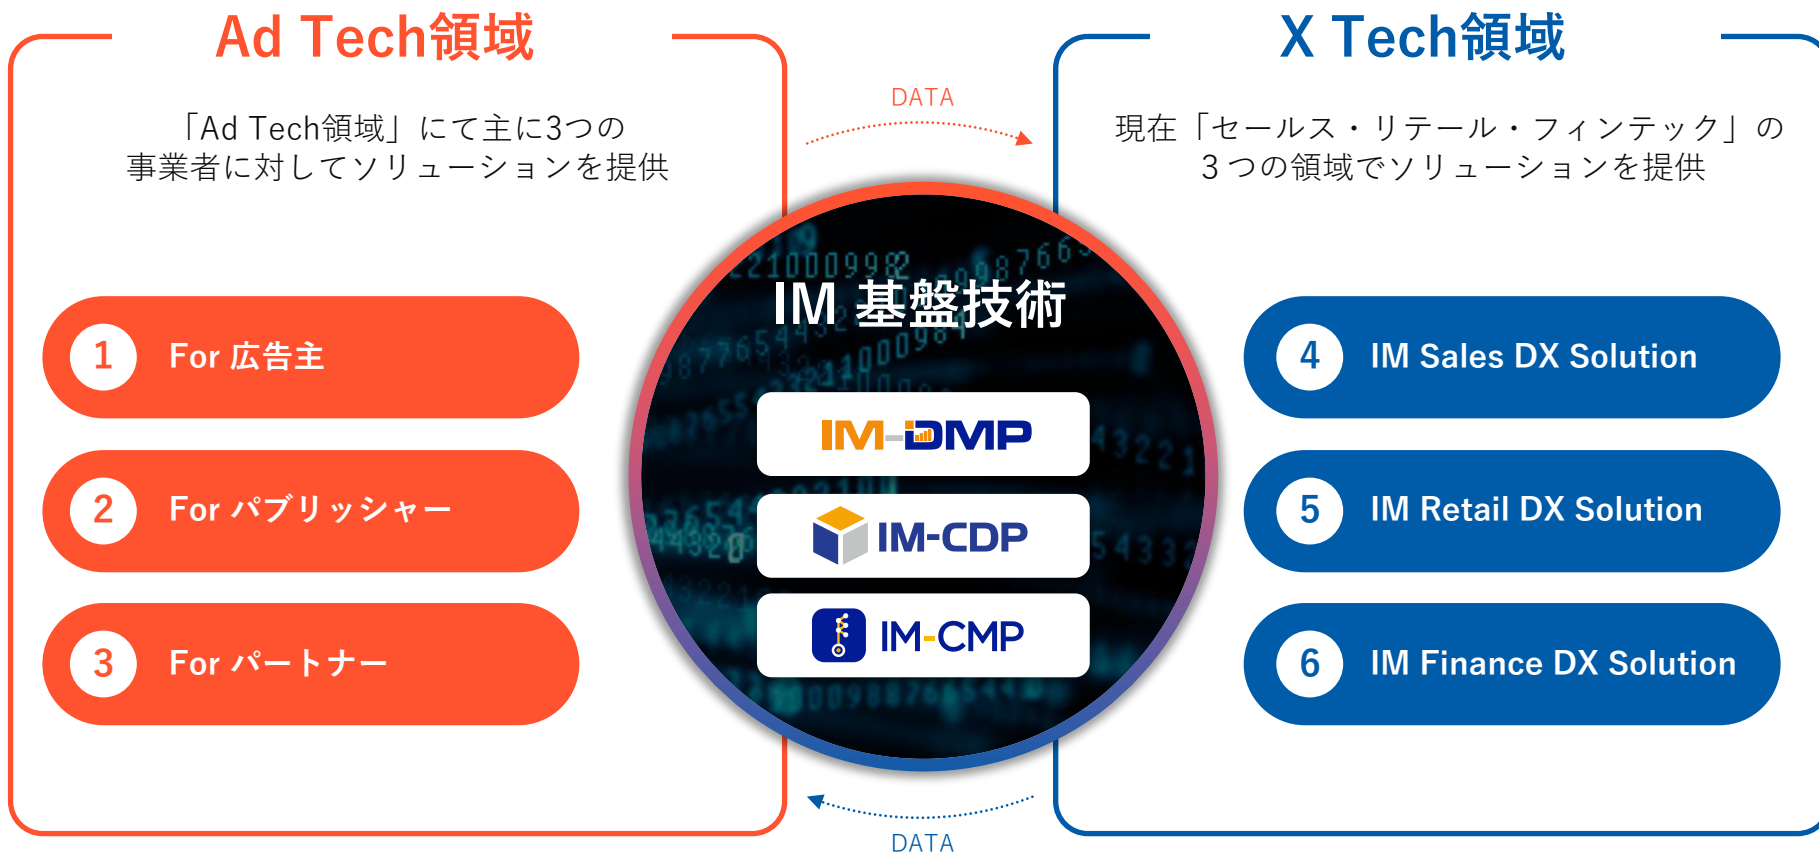 Ad Tech領域
「Ad Tech領域」にて主に3つの
事業者に対してソリューションを提供
1 For 広告主
2 For パブリッシャー
3 For パートナー
DATA
IM 基盤技術
IM-DMP
IM-CDP
IM-CMP
DATA
X Tech領域
現在「セールス・リテール・フィンテック」の
３つの領域でソリューションを提供
4 IM Sales DX Solution
5 IM Retail DX Solution
6 IM Finance DX Solution